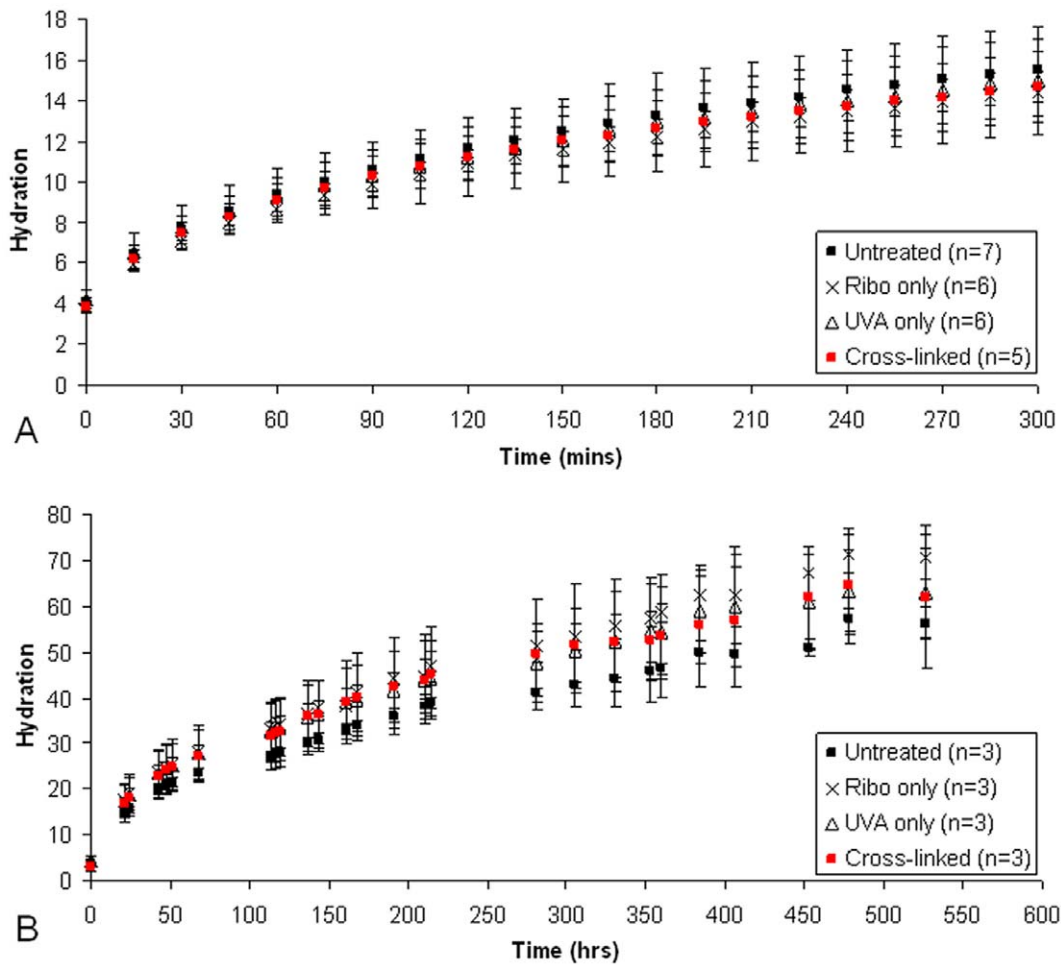 18
16
14
12
10
8
6
4
2
0
Hydration
Untreated (n=7)
Ribo only (n=6)
UVA only (n=6)
Cross-linked (n=5)
0 30 60 90 120 150 180 210 240 270 300
A
Time (mins)
80
70
60
50
40
30
20
10
0
Hydration
Untreated (n=3)
Ribo only (n=3)
UVA only (n=3)
Cross-linked (n=3)
0 50 100 150 200 250 300 350 400 450 500 550 600
B
Time (hrs)